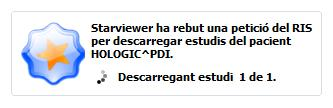 Starviewer ha rebut una petició del RIS
per descarregar estudis del pacient
HOLOGIC^PDI.
Descarregant estudi 1 de 1.